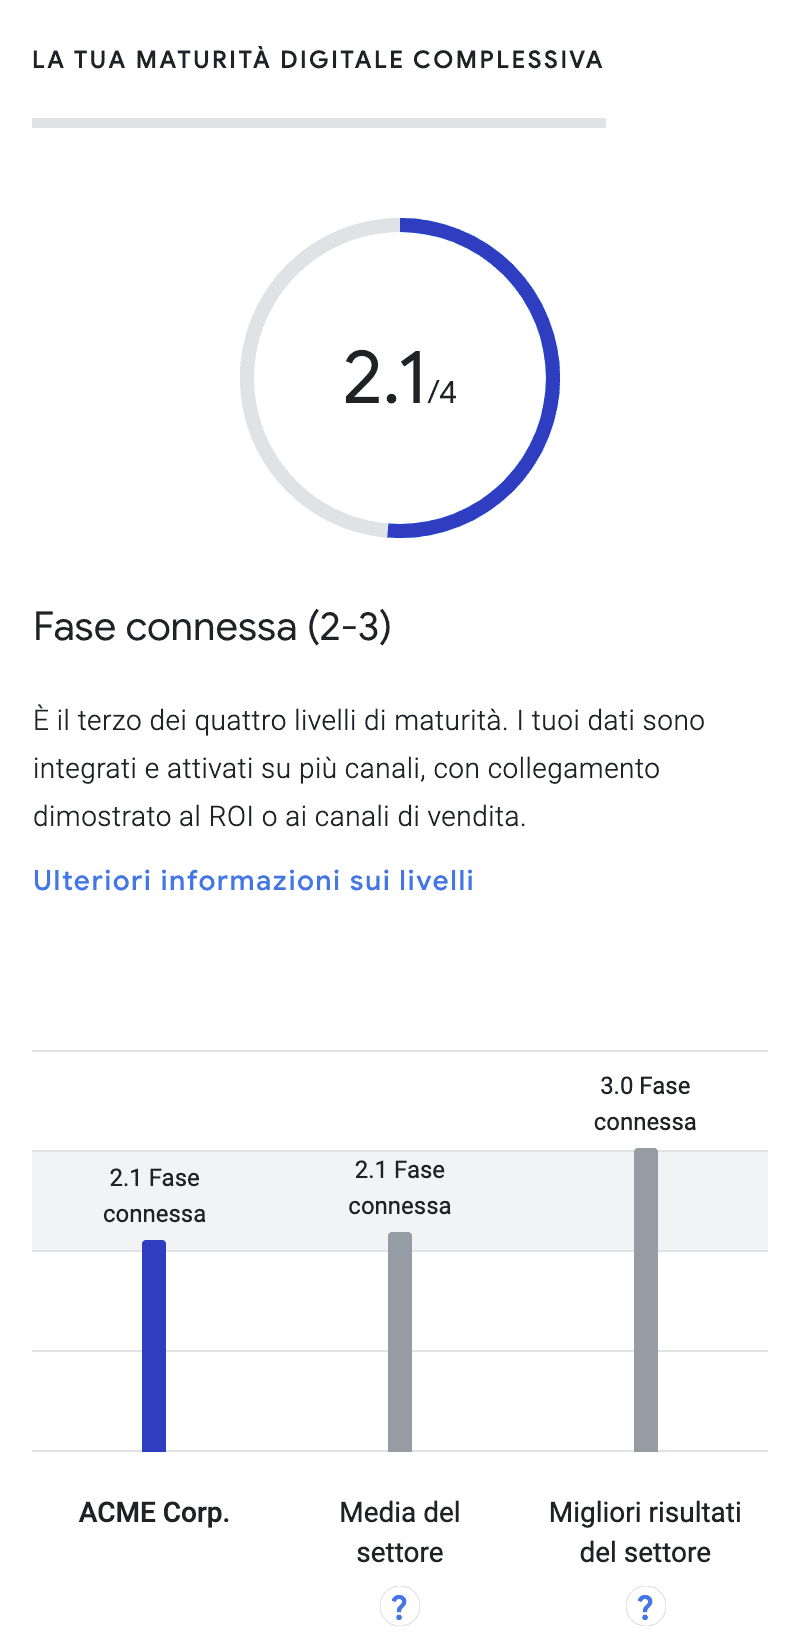 LA TUA MATURITÀ DIGITALE COMPLESSIVA
2.1/4
Fase connessa (2-3)
È il terzo dei quattro livelli di maturità. I tuoi dati sono
integrati e attivati su più canali, con collegamento
dimostrato al ROI o ai canali di vendita.
Ulteriori informazioni sui livelli
2.1 Fase
connessa
2.1 Fase
connessa
3.0 Fase
connessa
ACME Corp.
Media del
settore
?
Migliori risultati
del settore
?